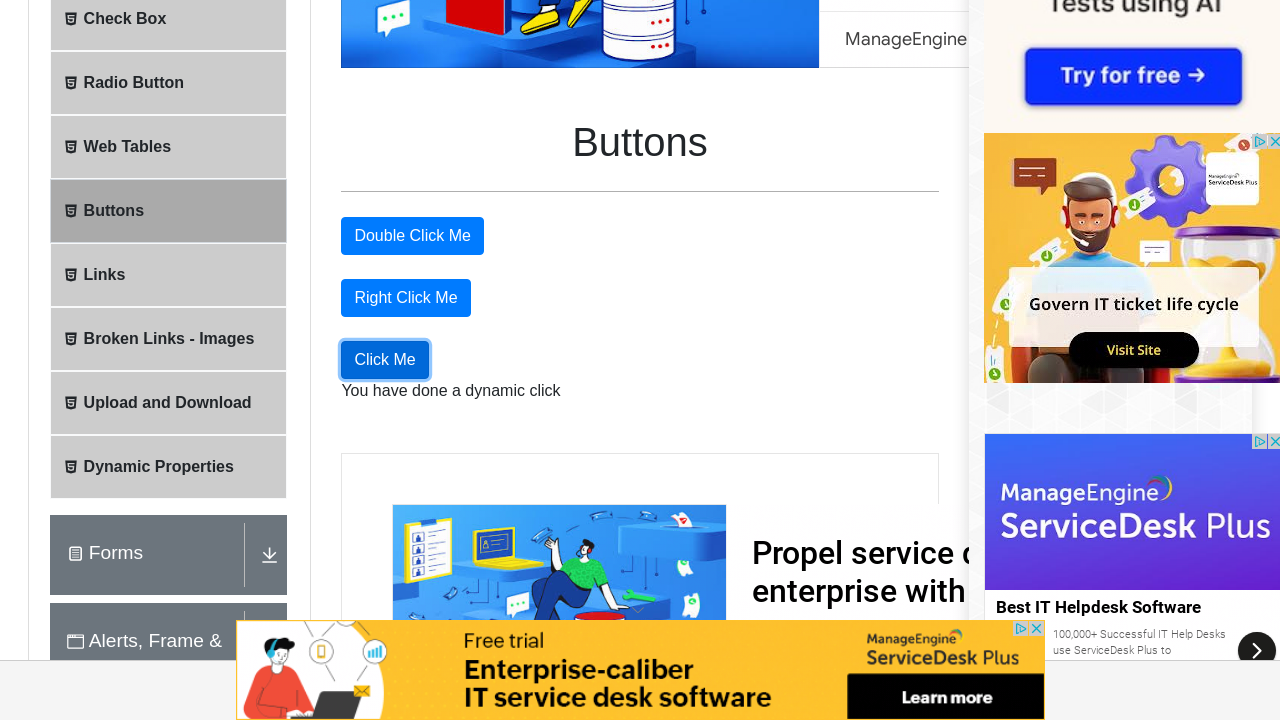 Check Box
Radio Button
Web Tables
Buttons
Links
Broken Links - Images
Upload and Download
Dynamic Properties
Forms
Alerts, Frame &
ManageEngine
Buttons
Double Click Me
Right Click Me
Click Me
You have done a dynamic click
Propel service
enterprise with
Tests using AI
Try for free →
ManageEngine
ServiceDesk Plus
Govern IT ticket life cycle
Visit Site
ManageEngine
ServiceDesk Plus
Best IT Helpdesk Software
100,000+ Successful IT Help Desks
use ServiceDesk Plus to
Free trial
Enterprise-caliber
IT service desk software
ManageEngine
ServiceDesk Plus
Learn more